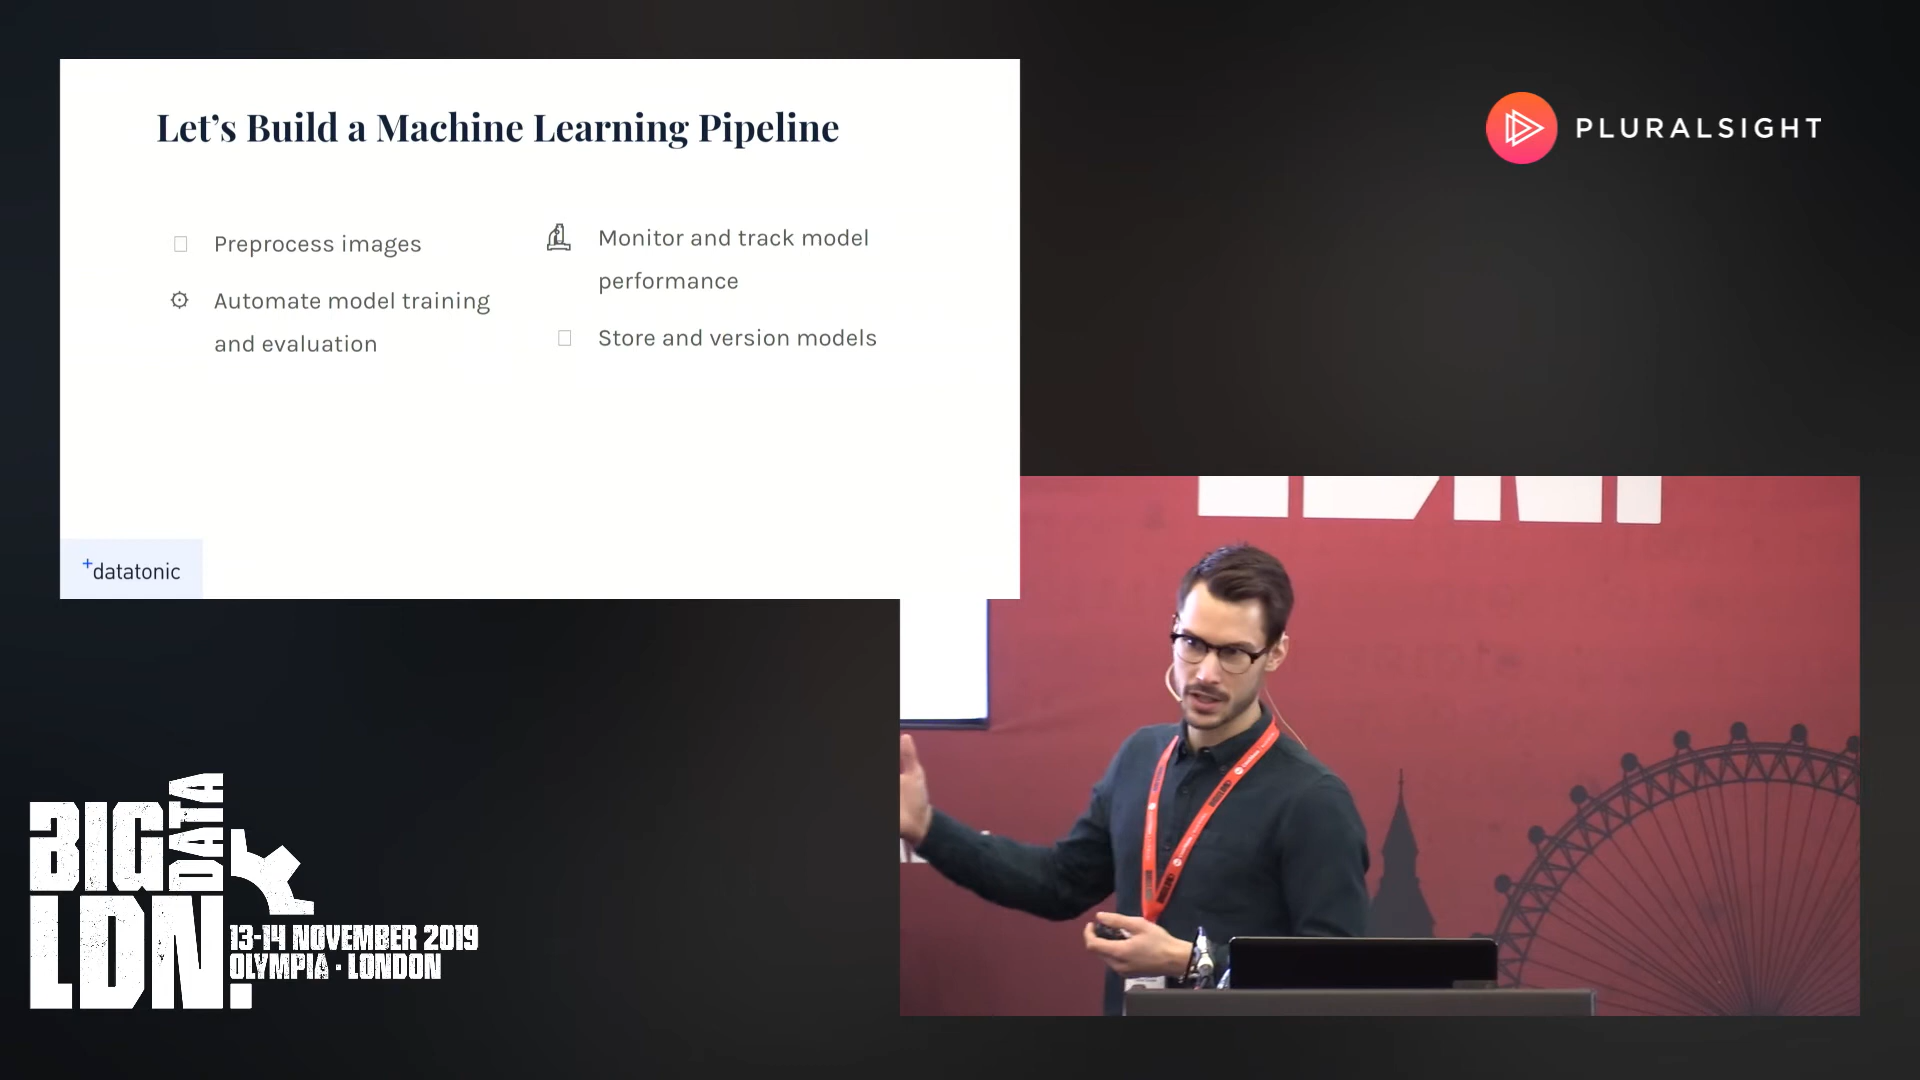 Let's Build a Machine Learning Pipeline
Preprocess images
Automate model training
and evaluation
Monitor and track model
performance
Store and version models
+datatonic
PLURALSIGHT
BIG DATA
LDN.
13-14 NOVEMBER 2019
OLYMPIA · LONDON